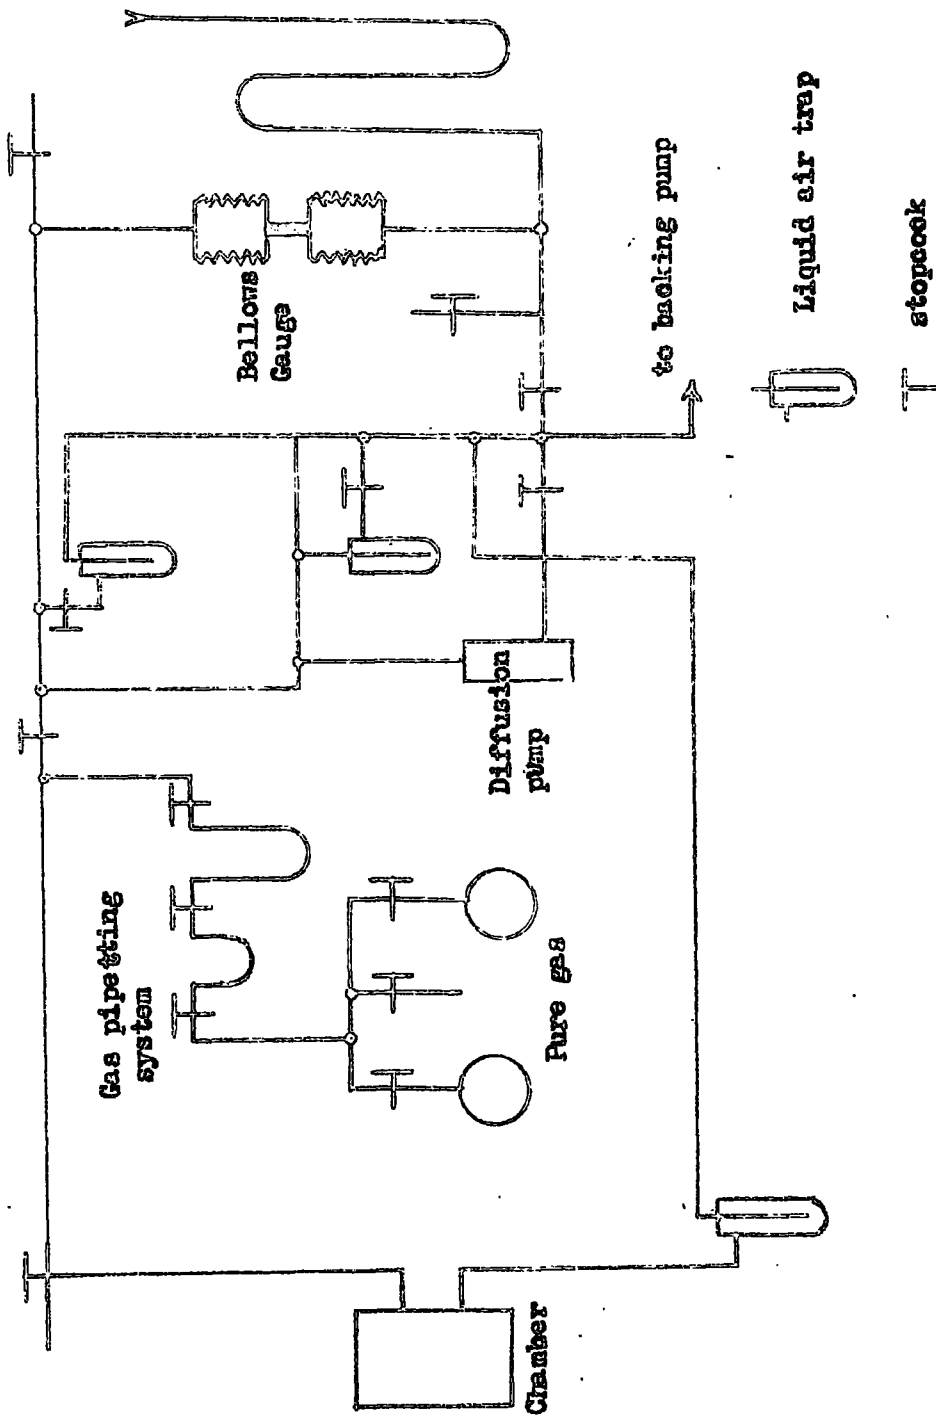 Bellows
Gauge
to backing pump
Liquid air trap
stopcock
Diffusion
pump
Gas pipetting
system
Pure gas
Chamber